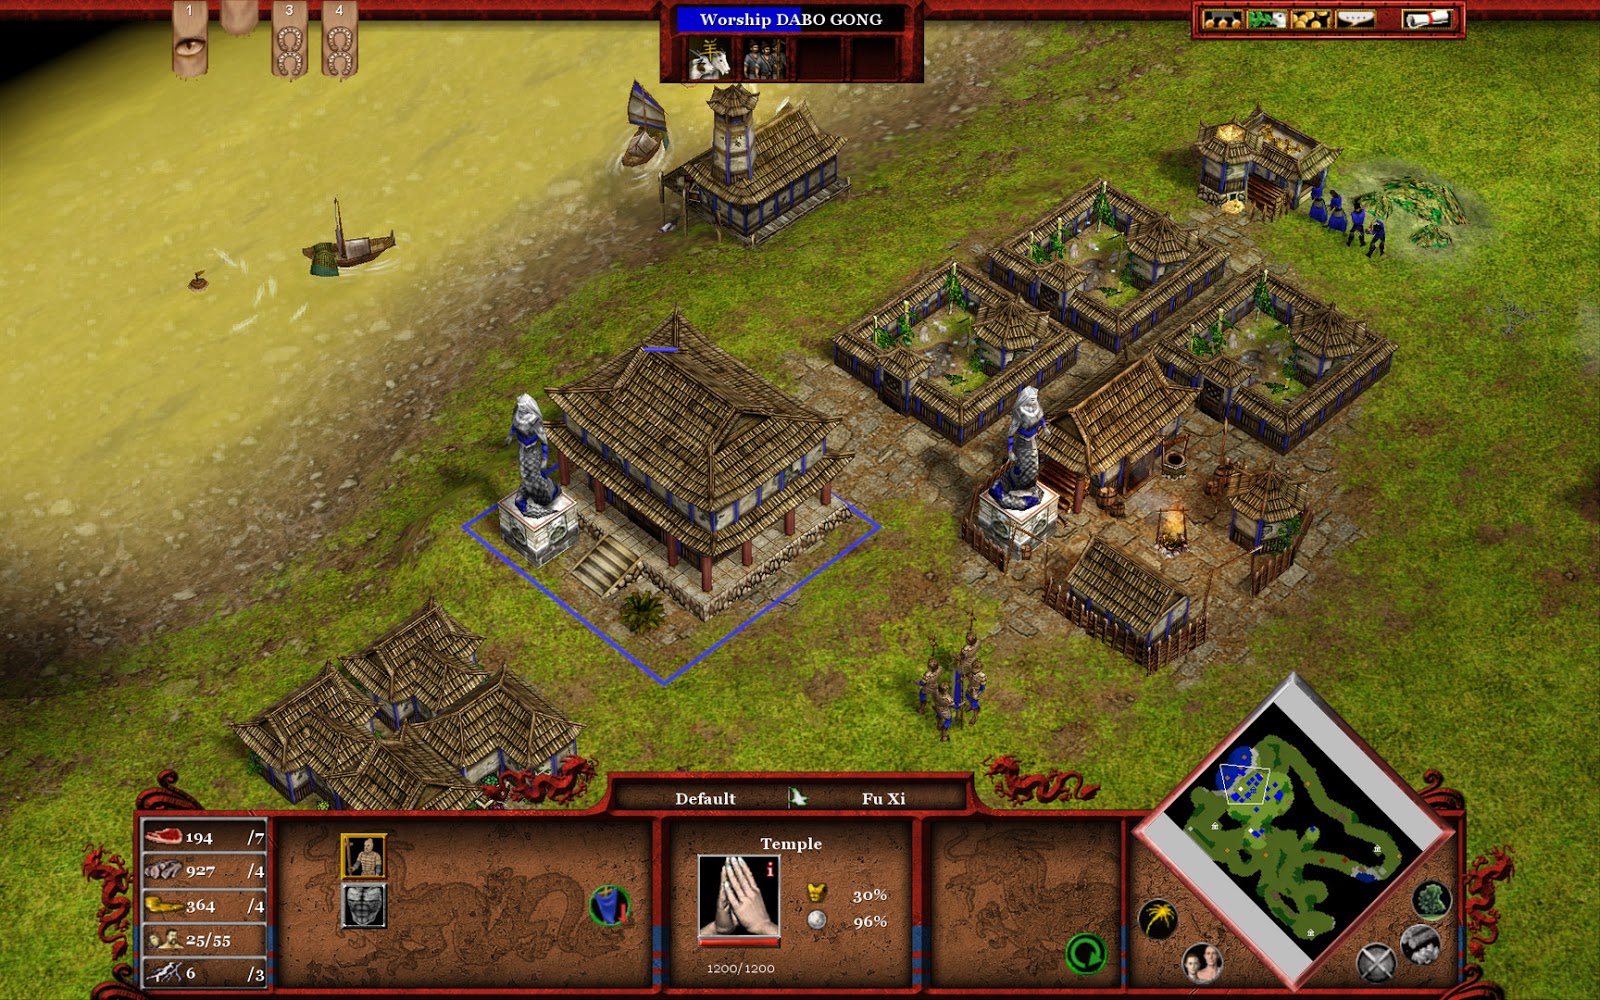 1
3
4
Worship DABO GONG
Default
Fu Xi
194 /7
927 /4
364 /4
25/55
6 /3
Temple
i
30%
96%
1200/1200